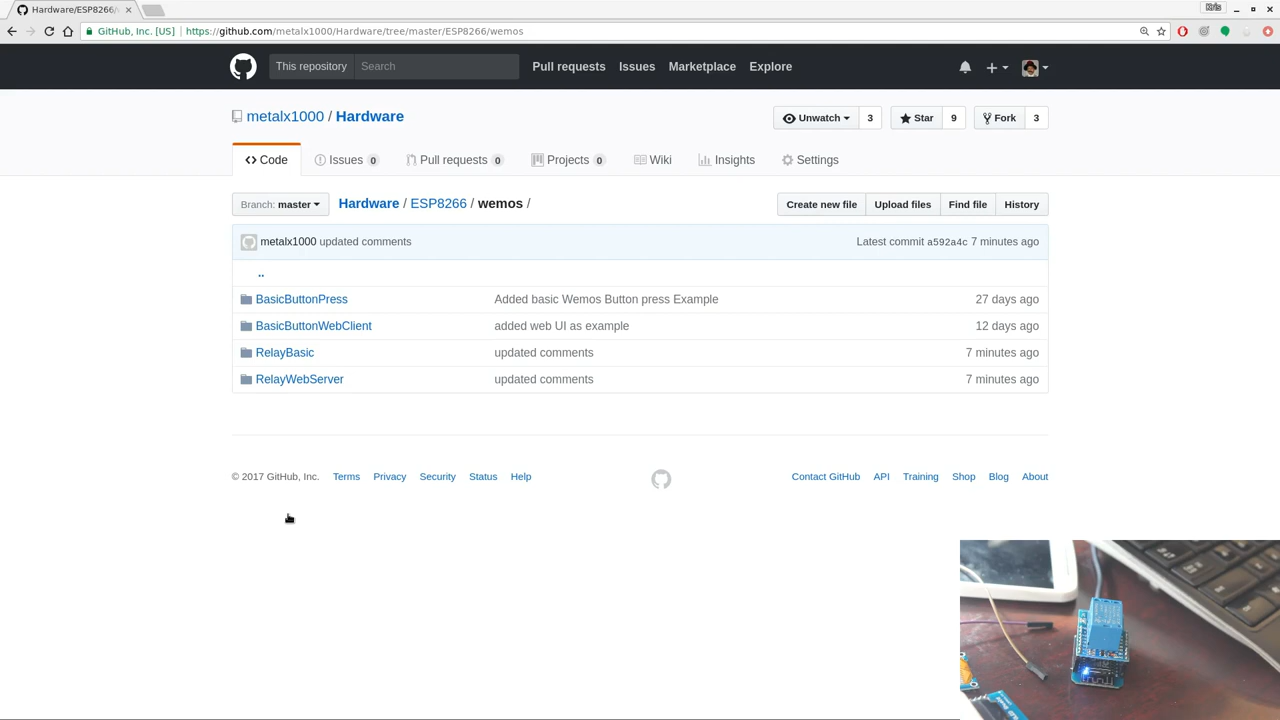 Hardware/ESP8266/w
Kris
GitHub, Inc. [US] https://github.com/metalx1000/Hardware/tree/master/ESP8266/wemos
This repository Search Pull requests Issues Marketplace Explore
metalx1000 / Hardware
Unwatch 3 Star 9 Fork 3
Code Issues 0 Pull requests 0 Projects 0 Wiki Insights Settings
Branch: master Hardware / ESP8266 / wemos / Create new file Upload files Find file History
metalx1000 updated comments Latest commit a592a4c 7 minutes ago
..
BasicButtonPress Added basic Wemos Button press Example 27 days ago
BasicButtonWebClient added web UI as example 12 days ago
RelayBasic updated comments 7 minutes ago
RelayWebServer updated comments 7 minutes ago
© 2017 GitHub, Inc. Terms Privacy Security Status Help Contact GitHub API Training Shop Blog About